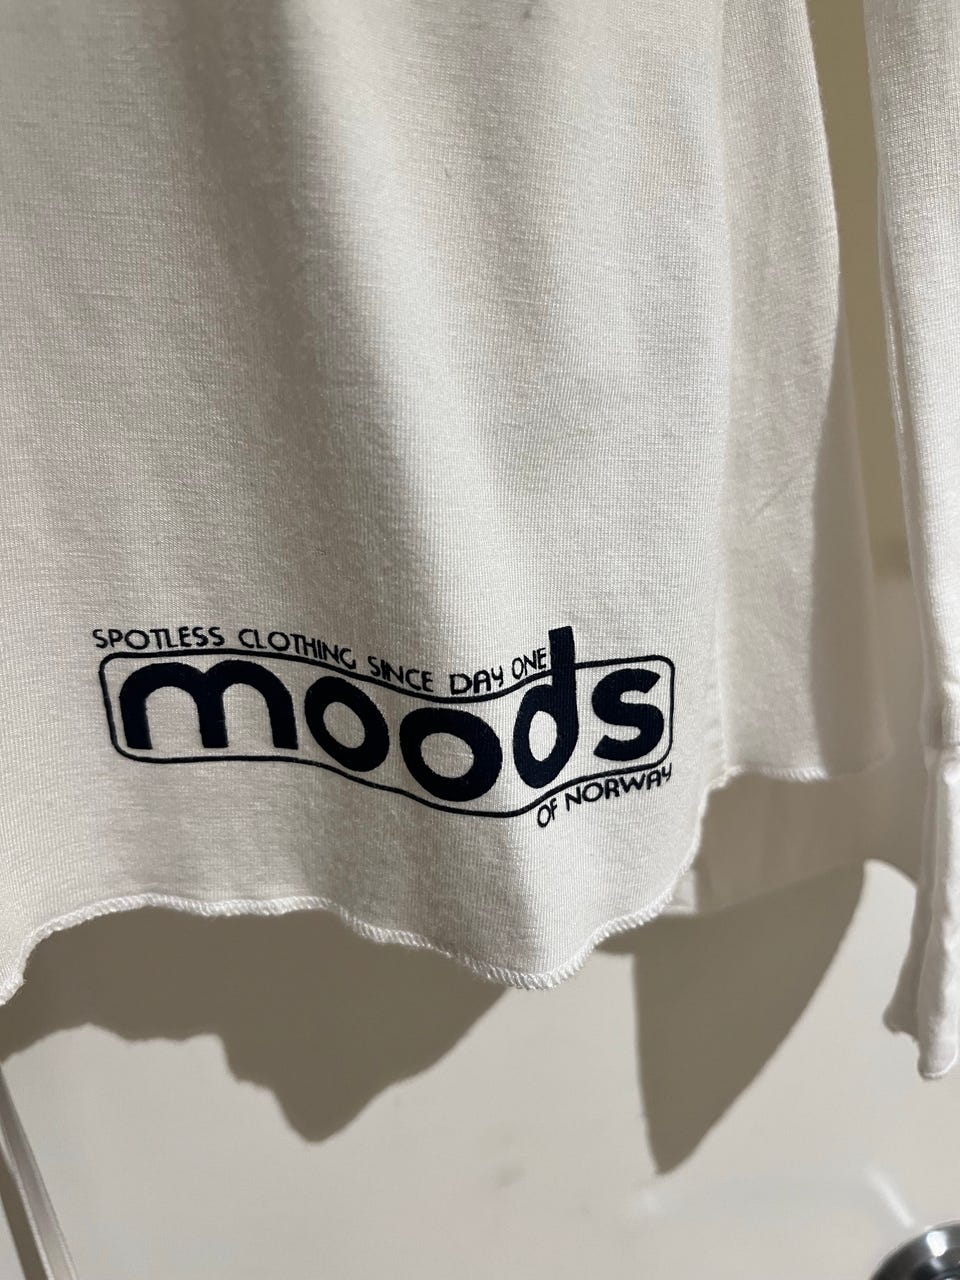 SPOTLESS CLOTHING SINCE DAY ONE
moods
OF NORWAY